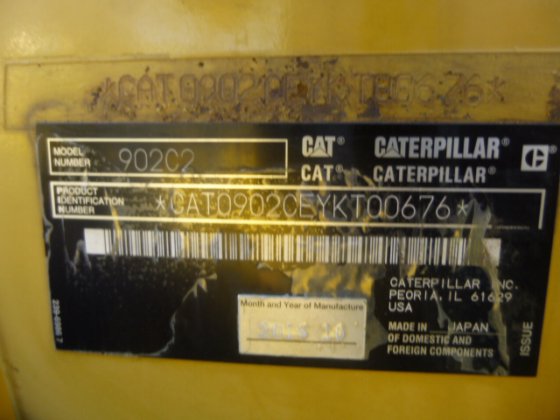 *CAT0902CEYKT00676*
MODEL NUMBER 902C2
CAT® CATERPILLAR®
CAT® CATERPILLAR®
PRODUCT IDENTIFICATION NUMBER *CAT0902CEYKT00676*
CATERPILLAR INC.
PEORIA, IL 61629
USA
Month and Year of Manufacture
MADE IN JAPAN
OF DOMESTIC AND
FOREIGN COMPONENTS
ISSUE